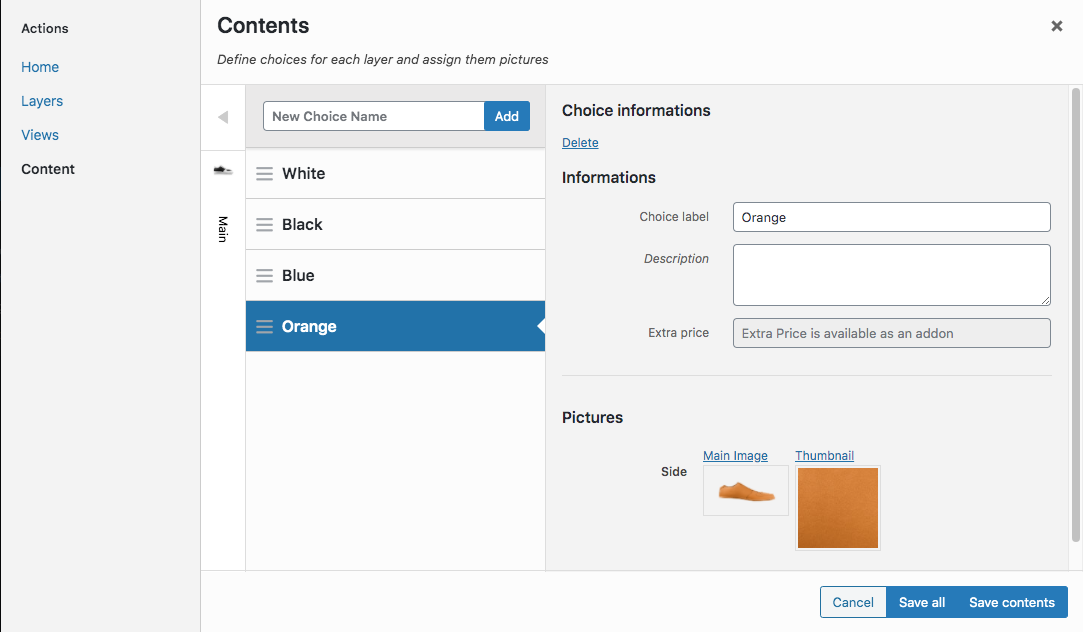 Actions
Home
Layers
Views
Content
Contents
Define choices for each layer and assign them pictures
New Choice Name
Add
Main
White
Black
Blue
Orange
Choice informations
Delete
Informations
Choice label
Orange
Description
Extra price
Extra Price is available as an addon
Pictures
Side
Main Image
Thumbnail
Cancel
Save all
Save contents